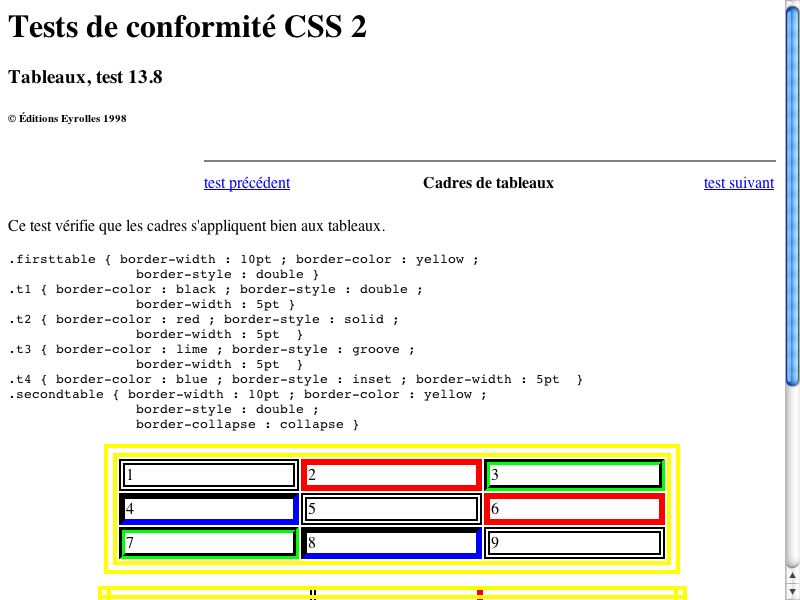 Tests de conformité CSS 2
Tableaux, test 13.8
© Éditions Eyrolles 1998
test précédent Cadres de tableaux test suivant
Ce test vérifie que les cadres s'appliquent bien aux tableaux.
.firsttable { border-width : 10pt ; border-color : yellow ;
border-style : double }
.t1 { border-color : black ; border-style : double ;
border-width : 5pt }
.t2 { border-color : red ; border-style : solid ;
border-width : 5pt  }
.t3 { border-color : lime ; border-style : groove ;
border-width : 5pt  }
.t4 { border-color : blue ; border-style : inset ; border-width : 5pt  }
.secondtable { border-width : 10pt ; border-color : yellow ;
border-style : double ;
border-collapse : collapse }
1 2 3
4 5 6
7 8 9